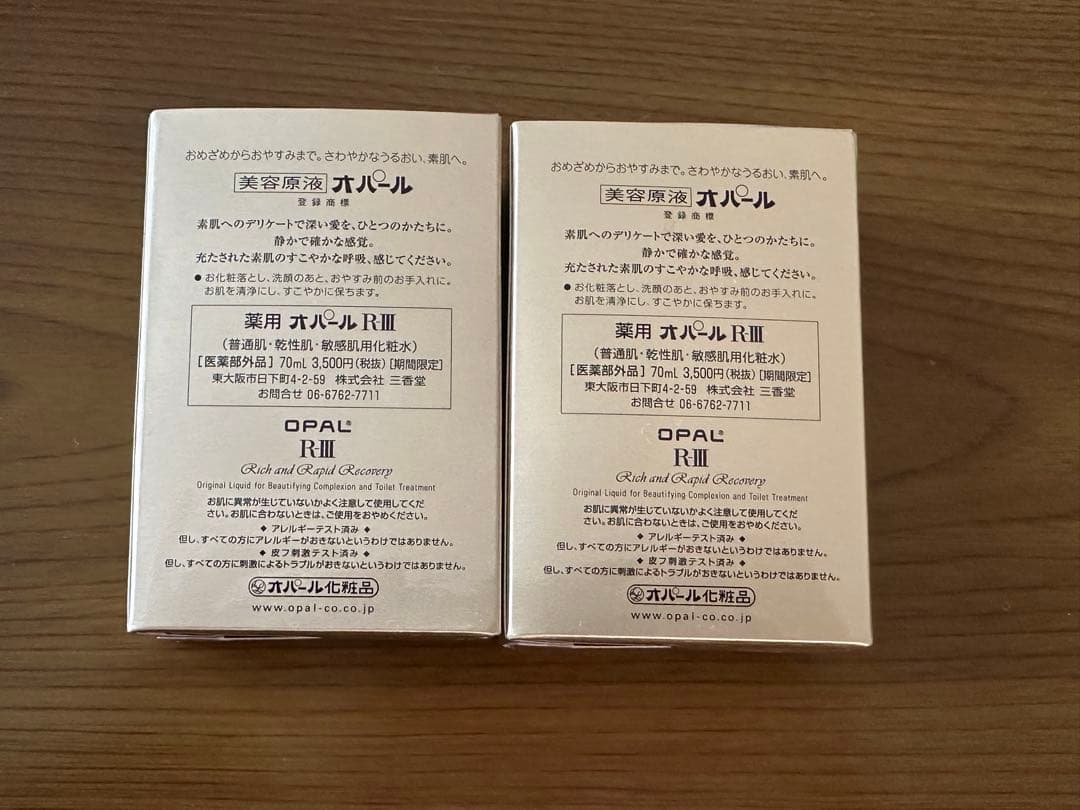 おめざめからおやすみまで。さわやかなうるおい、素肌へ。
美容原液 オパール
登録商標
素肌へのデリケートで深い愛を、ひとつのかたちに。
静かで確かな感覚。
充たされた素肌のすこやかな呼吸、感じてください。
● お化粧落とし、洗顔のあと、おやすみ前のお手入れに。
お肌を清浄にし、すこやかに保ちます。
薬用 オパール R-III
(普通肌・乾性肌・敏感肌用化粧水)
[医薬部外品] 70mL 3,500円(税抜) [期間限定]
東大阪市日下町4-2-59 株式会社 三香堂
お問合せ 06-6762-7711
OPAL®
R-III
Rich and Rapid Recovery
Original Liquid for Beautifying Complexion and Toilet Treatment
お肌に異常が生じていないかよく注意して使用してくだ
さい。お肌に合わないときは、ご使用をおやめください。
◆ アレルギーテスト済み ◆
但し、すべての方にアレルギーがおきないというわけではありません。
◆ 皮フ刺激テスト済み ◆
但し、すべての方に刺激によるトラブルがおきないというわけではありません。
オパール化粧品
www.opal-co.co.jp
おめざめからおやすみまで。さわやかなうるおい、素肌へ。
美容原液 オパール
登録商標
素肌へのデリケートで深い愛を、ひとつのかたちに。
静かで確かな感覚。
充たされた素肌のすこやかな呼吸、感じてください。
● お化粧落とし、洗顔のあと、おやすみ前のお手入れに。
お肌を清浄にし、すこやかに保ちます。
薬用 オパール R-III
(普通肌・乾性肌・敏感肌用化粧水)
[医薬部外品] 70mL 3,500円(税抜) [期間限定]
東大阪市日下町4-2-59 株式会社 三香堂
お問合せ 06-6762-7711
OPAL®
R-III
Rich and Rapid Recovery
Original Liquid for Beautifying Complexion and Toilet Treatment
お肌に異常が生じていないかよく注意して使用してくだ
さい。お肌に合わないときは、ご使用をおやめください。
◆ アレルギーテスト済み ◆
但し、すべての方にアレルギーがおきないというわけではありません。
◆ 皮フ刺激テスト済み ◆
但し、すべての方に刺激によるトラブルがおきないというわけではありません。
オパール化粧品
www.opal-co.co.jp